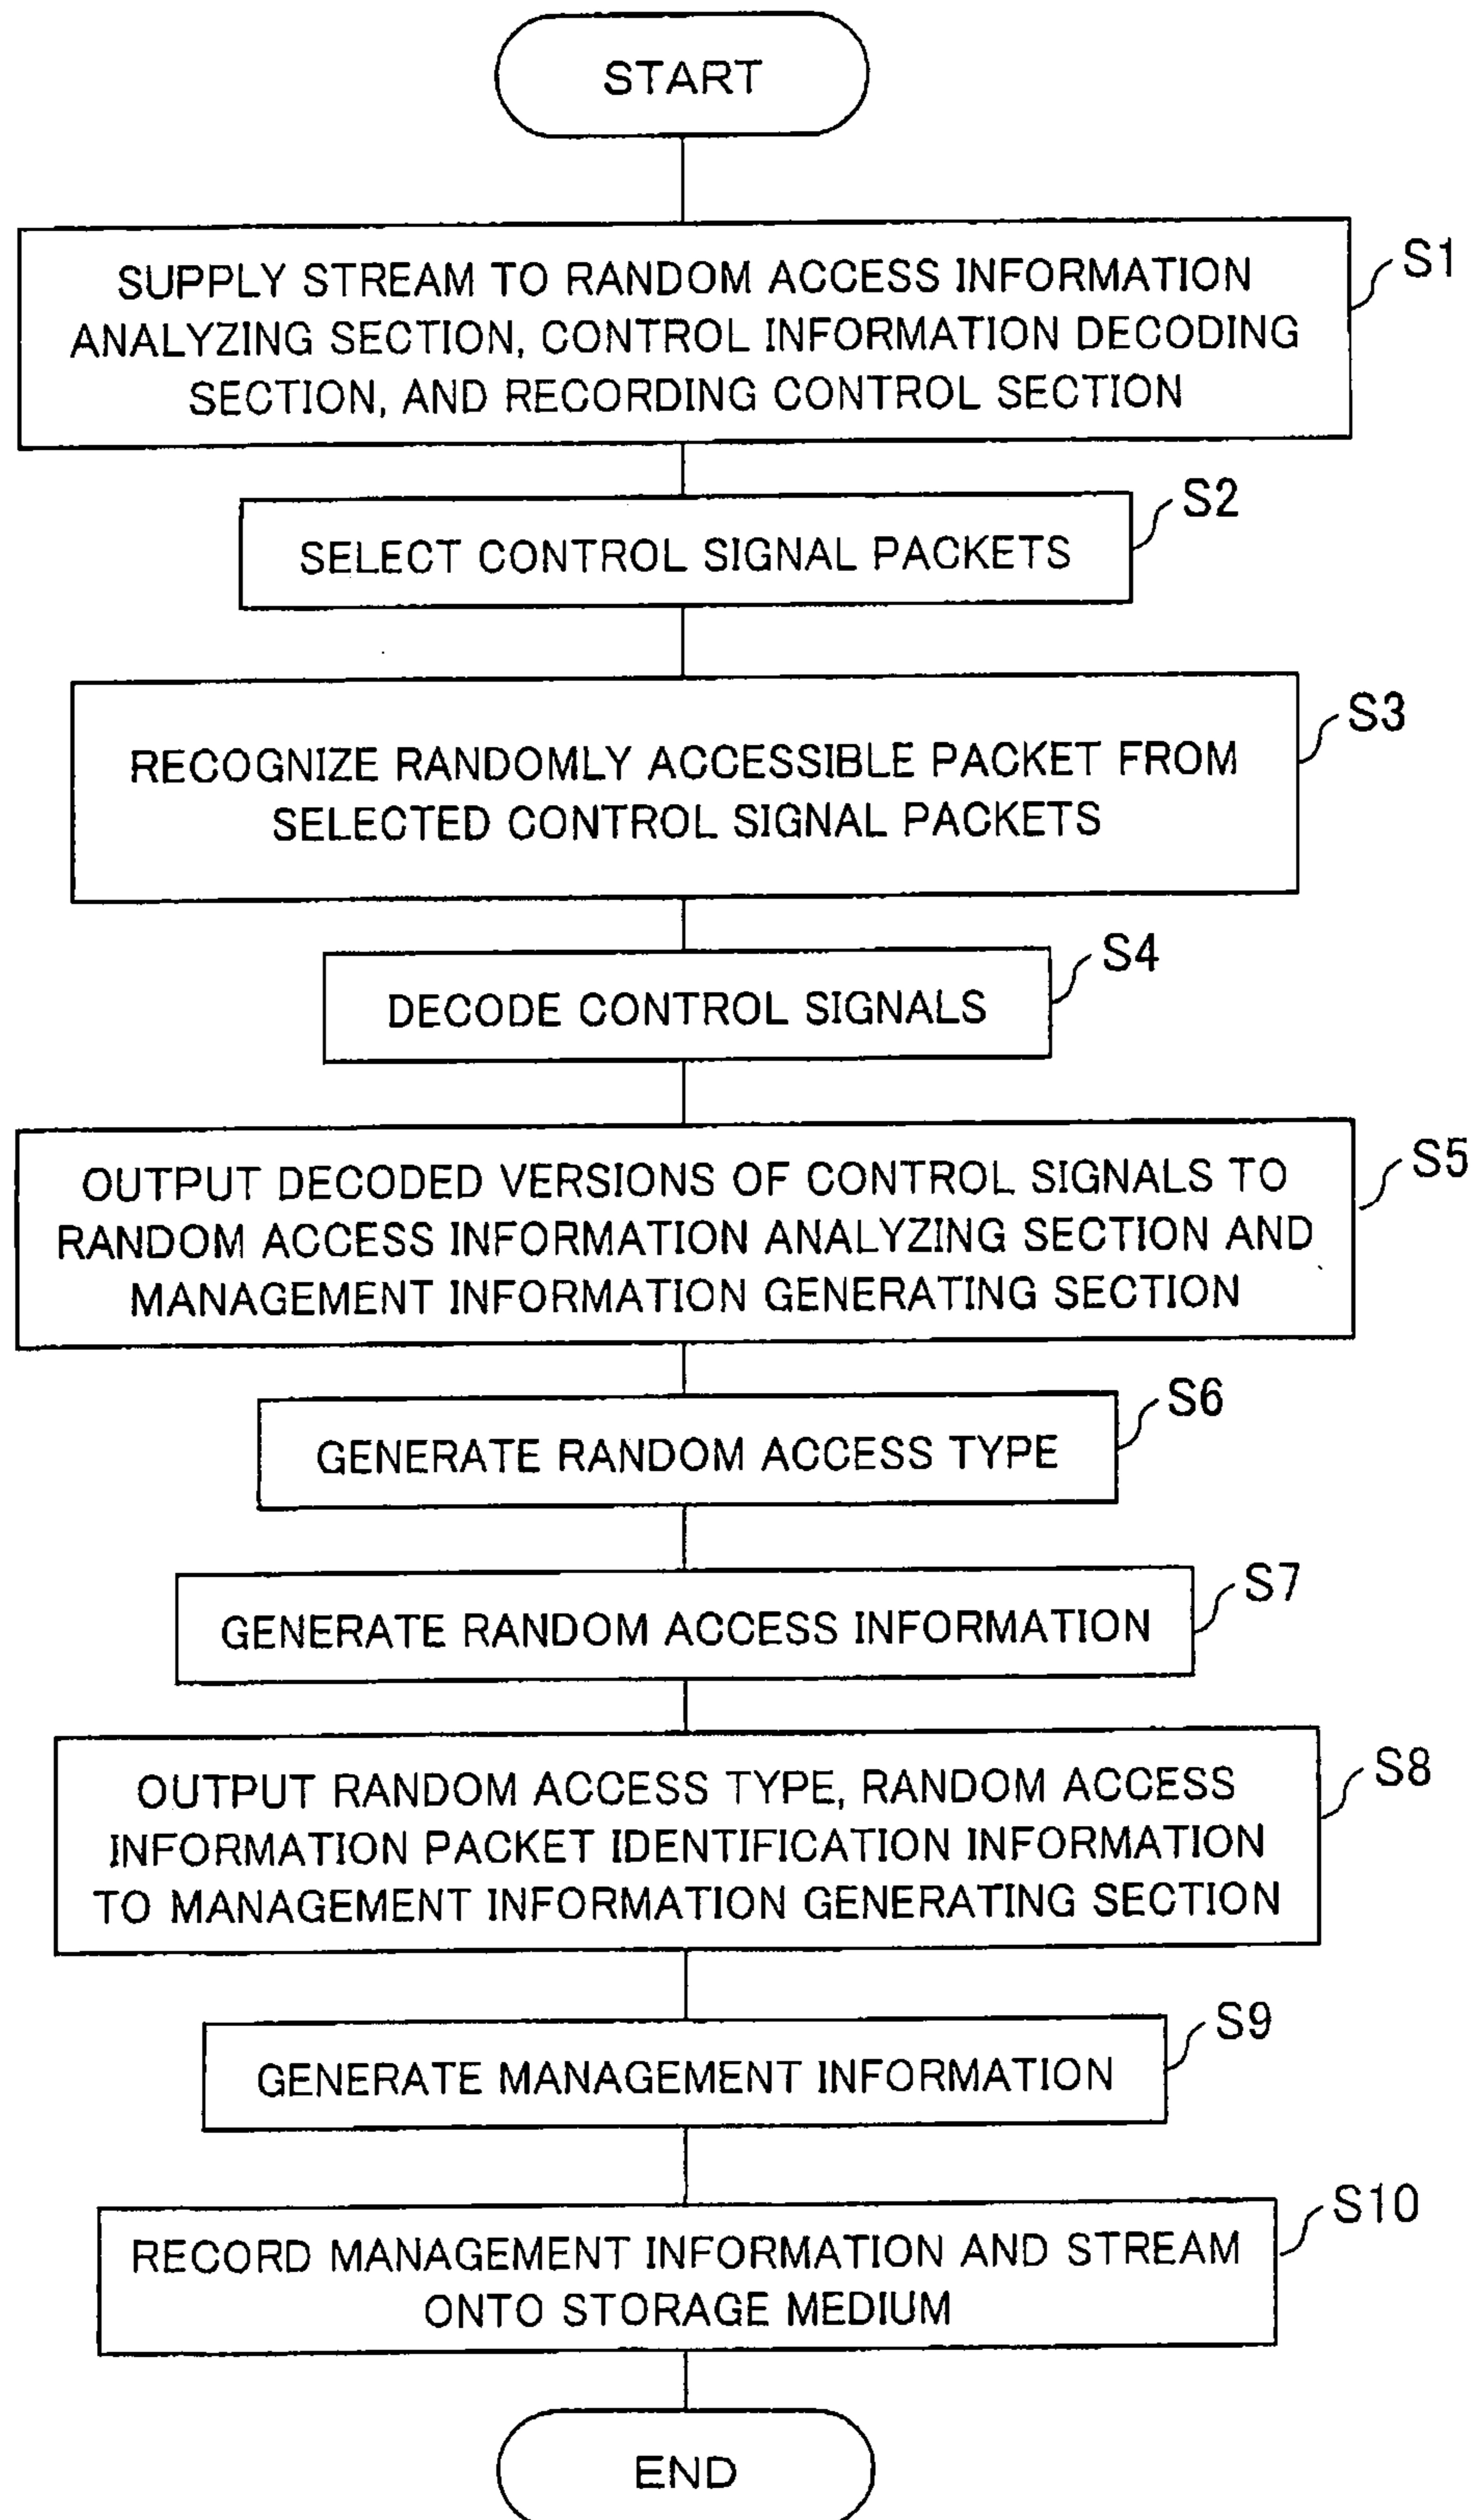 START
S1
SUPPLY STREAM TO RANDOM ACCESS INFORMATION
ANALYZING SECTION, CONTROL INFORMATION DECODING
SECTION, AND RECORDING CONTROL SECTION
S2
SELECT CONTROL SIGNAL PACKETS
S3
RECOGNIZE RANDOMLY ACCESSIBLE PACKET FROM
SELECTED CONTROL SIGNAL PACKETS
S4
DECODE CONTROL SIGNALS
S5
OUTPUT DECODED VERSIONS OF CONTROL SIGNALS TO
RANDOM ACCESS INFORMATION ANALYZING SECTION AND
MANAGEMENT INFORMATION GENERATING SECTION
S6
GENERATE RANDOM ACCESS TYPE
S7
GENERATE RANDOM ACCESS INFORMATION
S8
OUTPUT RANDOM ACCESS TYPE, RANDOM ACCESS
INFORMATION PACKET IDENTIFICATION INFORMATION
TO MANAGEMENT INFORMATION GENERATING SECTION
S9
GENERATE MANAGEMENT INFORMATION
S10
RECORD MANAGEMENT INFORMATION AND STREAM
ONTO STORAGE MEDIUM
END